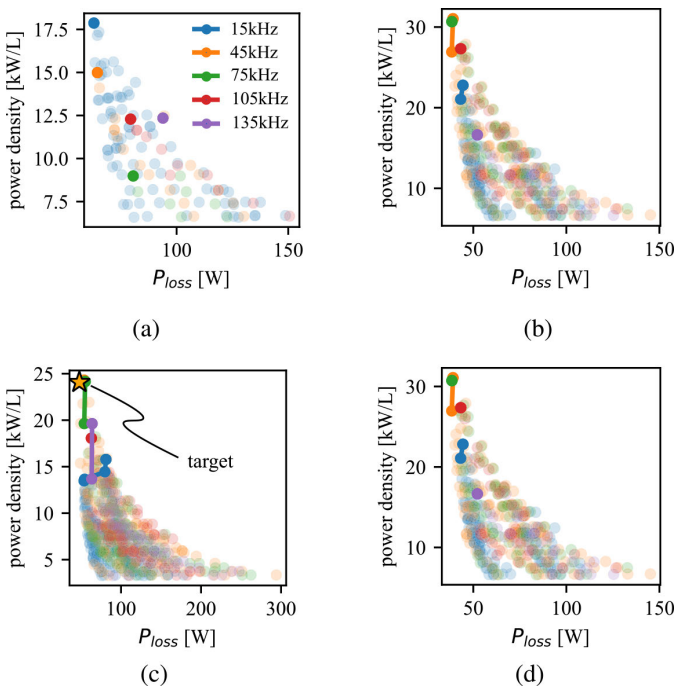 17.5
15.0
12.5
10.0
7.5
power density [kW/L]
15kHz
45kHz
75kHz
105kHz
135kHz
100
150
P_loss [W]
(a)
30
20
10
power density [kW/L]
50
100
150
P_loss [W]
(b)
25
20
15
10
5
power density [kW/L]
target
100
200
300
P_loss [W]
(c)
30
20
10
power density [kW/L]
50
100
150
P_loss [W]
(d)